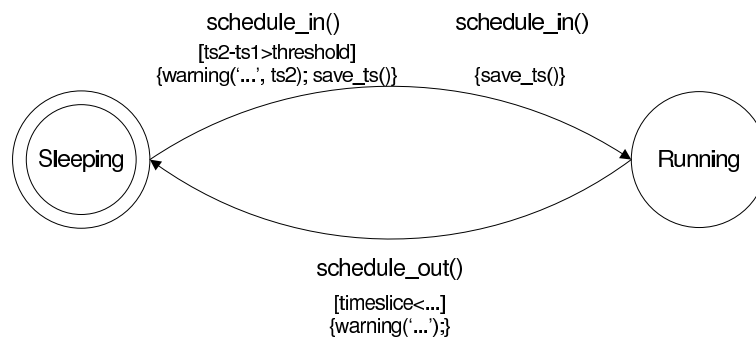 schedule_in()
[ts2-ts1>threshold]
{warning('...', ts2); save_ts()}
schedule_in()
{save_ts()}
Sleeping
Running
schedule_out()
[timeslice<...]
{warning('...');}